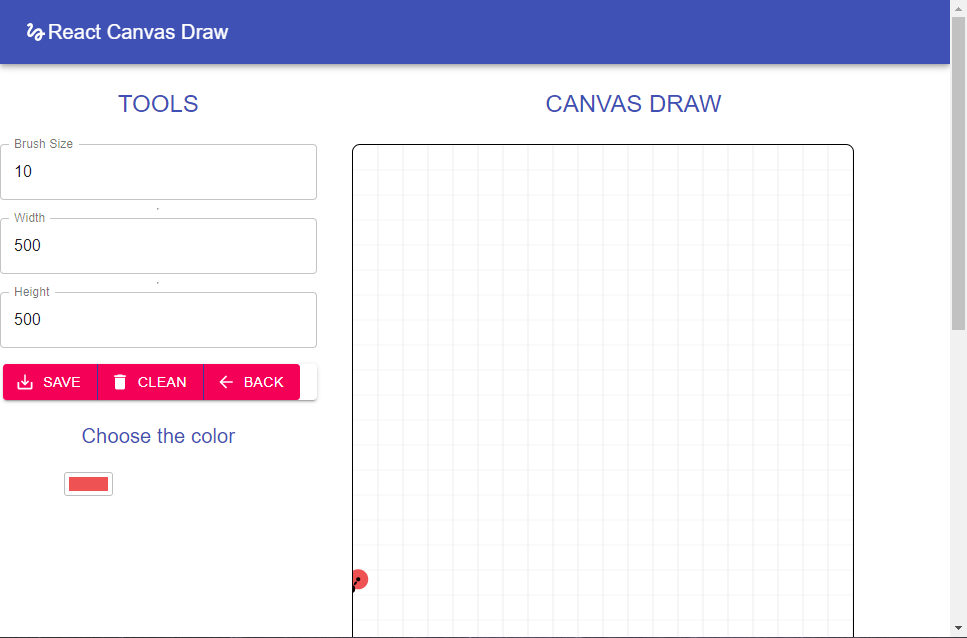 React Canvas Draw
TOOLS
CANVAS DRAW
Brush Size
10
Width
500
Height
500
SAVE
CLEAN
BACK
Choose the color